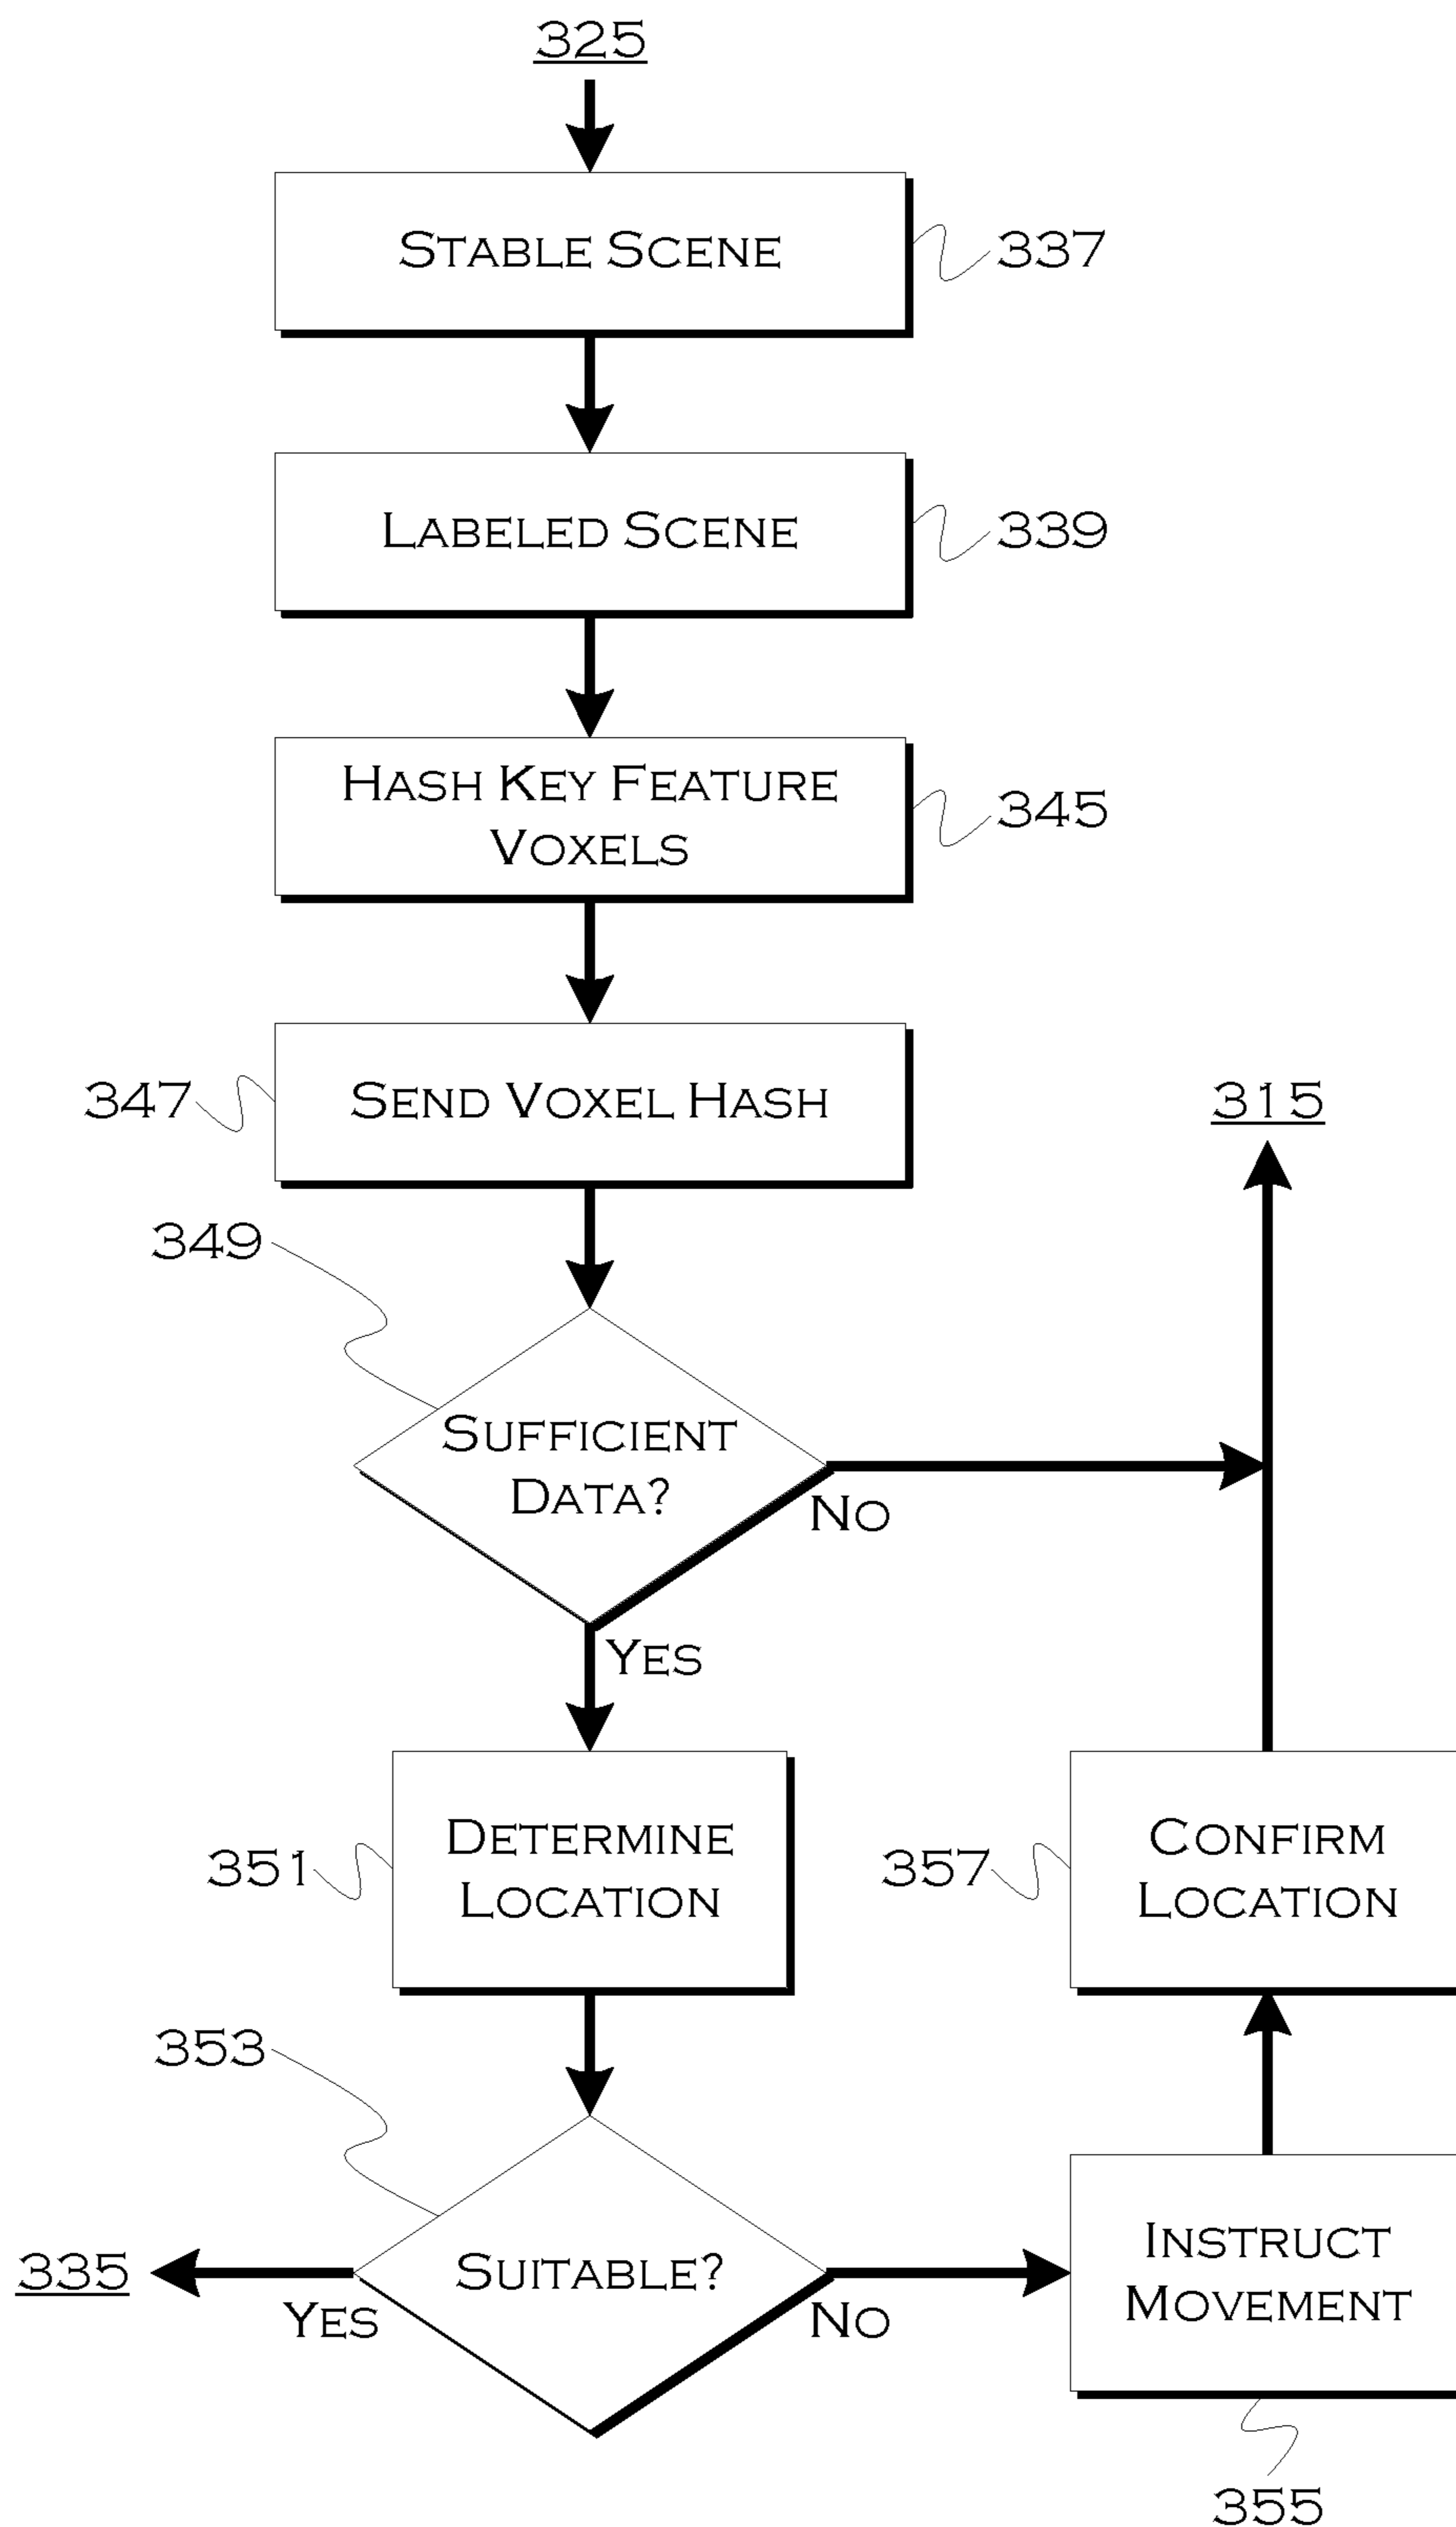 325
STABLE SCENE
337
LABELED SCENE
339
HASH KEY FEATURE
VOXELS
345
347
SEND VOXEL HASH
315
349
SUFFICIENT
DATA?
NO
YES
351
DETERMINE
LOCATION
357
CONFIRM
LOCATION
353
335
SUITABLE?
YES
NO
INSTRUCT
MOVEMENT
355